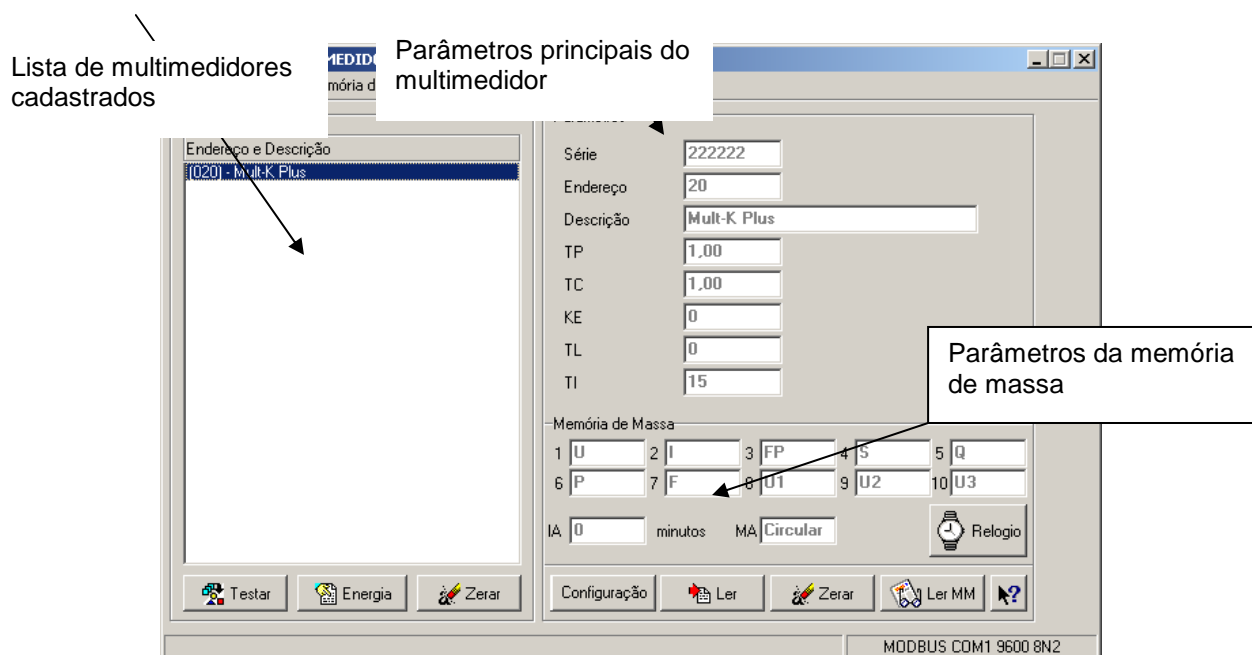 Lista de multimedidores
cadastrados
Parâmetros principais do
multimedidor
Endereço e Descrição
(020) - Mult-K Plus
Série 222222
Endereço 20
Descrição Mult-K Plus
TP 1,00
TC 1,00
KE 0
TL 0
TI 15
Parâmetros da memória
de massa
Memória de Massa
1 U 2 I 3 FP 4 S 5 Q
6 P 7 F 8 U1 9 U2 10 U3
IA 0 minutos MA Circular Relogio
Testar Energia Zerar Configuração Ler Zerar Ler MM
MODBUS COM1 9600 8N2